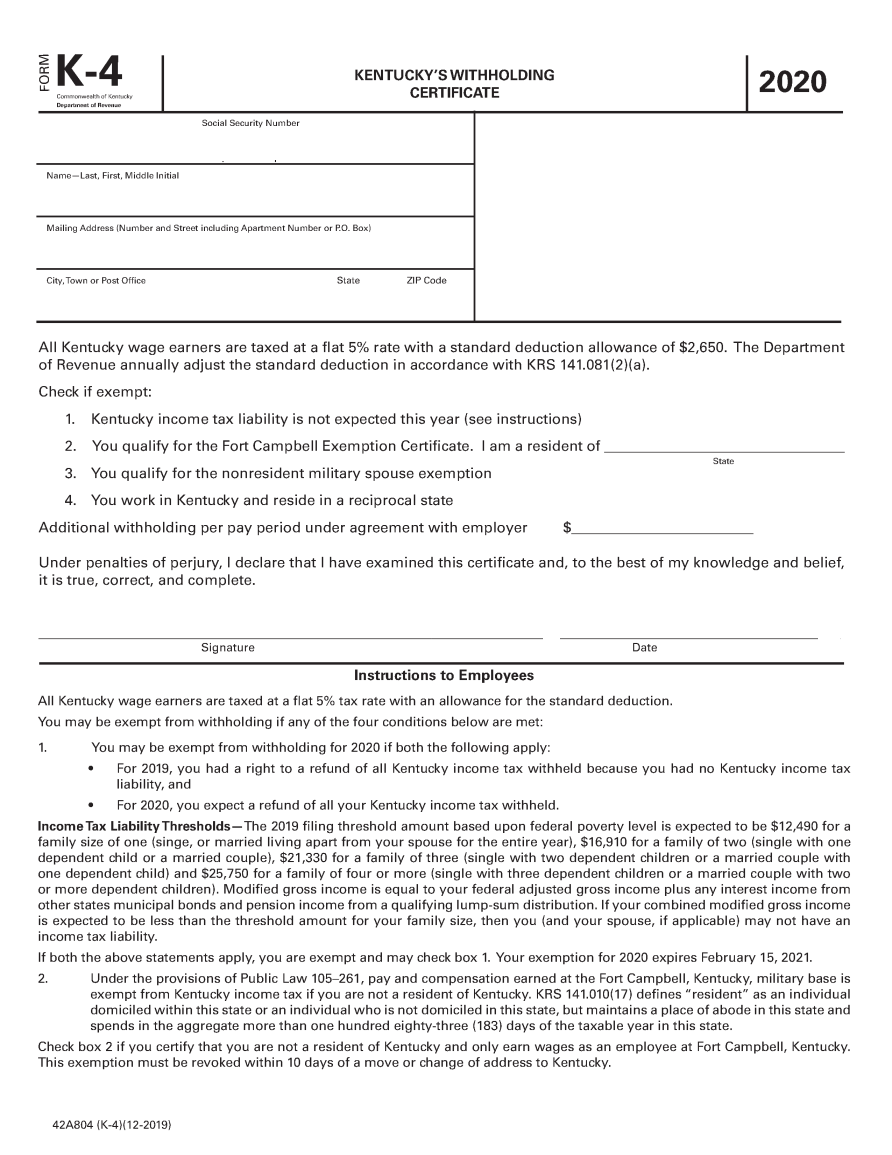 FORM
K-4
Commonwealth of Kentucky
Department of Revenue
KENTUCKY'S WITHHOLDING
CERTIFICATE
2020
Social Security Number
Name—Last, First, Middle Initial
Mailing Address (Number and Street including Apartment Number or P.O. Box)
City, Town or Post Office State ZIP Code
All Kentucky wage earners are taxed at a flat 5% rate with a standard deduction allowance of $2,650. The Department
of Revenue annually adjust the standard deduction in accordance with KRS 141.081(2)(a).
Check if exempt:
1. Kentucky income tax liability is not expected this year (see instructions)
2. You qualify for the Fort Campbell Exemption Certificate. I am a resident of
State
3. You qualify for the nonresident military spouse exemption
4. You work in Kentucky and reside in a reciprocal state
Additional withholding per pay period under agreement with employer $
Under penalties of perjury, I declare that I have examined this certificate and, to the best of my knowledge and belief,
it is true, correct, and complete.
Signature Date
Instructions to Employees
All Kentucky wage earners are taxed at a flat 5% tax rate with an allowance for the standard deduction.
You may be exempt from withholding if any of the four conditions below are met:
1. You may be exempt from withholding for 2020 if both the following apply:
• For 2019, you had a right to a refund of all Kentucky income tax withheld because you had no Kentucky income tax
liability, and
• For 2020, you expect a refund of all your Kentucky income tax withheld.
Income Tax Liability Thresholds—The 2019 filing threshold amount based upon federal poverty level is expected to be $12,490 for a
family size of one (singe, or married living apart from your spouse for the entire year), $16,910 for a family of two (single with one
dependent child or a married couple), $21,330 for a family of three (single with two dependent children or a married couple with
one dependent child) and $25,750 for a family of four or more (single with three dependent children or a married couple with two
or more dependent children). Modified gross income is equal to your federal adjusted gross income plus any interest income from
other states municipal bonds and pension income from a qualifying lump-sum distribution. If your combined modified gross income
is expected to be less than the threshold amount for your family size, then you (and your spouse, if applicable) may not have an
income tax liability.
If both the above statements apply, you are exempt and may check box 1. Your exemption for 2020 expires February 15, 2021.
2. Under the provisions of Public Law 105–261, pay and compensation earned at the Fort Campbell, Kentucky, military base is
exempt from Kentucky income tax if you are not a resident of Kentucky. KRS 141.010(17) defines "resident" as an individual
domiciled within this state or an individual who is not domiciled in this state, but maintains a place of abode in this state and
spends in the aggregate more than one hundred eighty-three (183) days of the taxable year in this state.
Check box 2 if you certify that you are not a resident of Kentucky and only earn wages as an employee at Fort Campbell, Kentucky.
This exemption must be revoked within 10 days of a move or change of address to Kentucky.
42A804 (K-4)(12-2019)